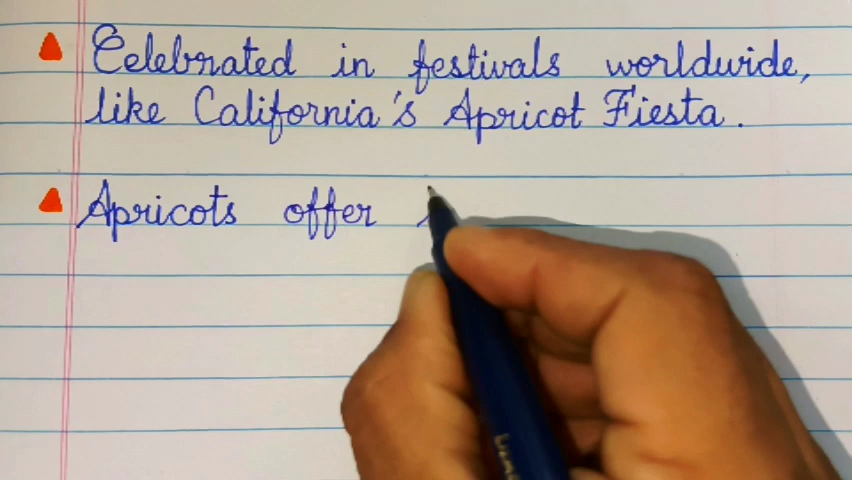 Celebrated in festivals worldwide,
like California's Apricot Fiesta.
Apricots offer